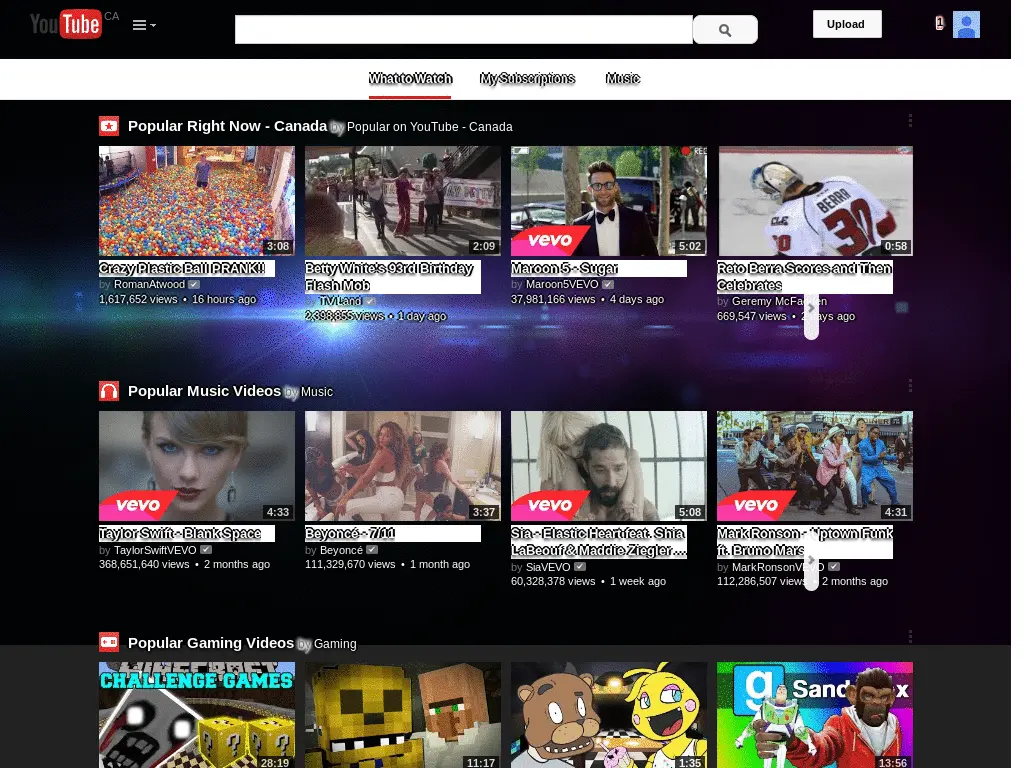 YouTube CA
Upload
1
What to Watch My Subscriptions Music
Popular Right Now - Canada by Popular on YouTube - Canada
RED
BERRA
30
vevo
3:08 2:09 5:02 0:58
Crazy Plastic Ball PRANK!!
by RomanAtwood
1,617,652 views • 16 hours ago
Betty White's 93rd Birthday
Flash Mob
by TV Land
2,398,855 views • 1 day ago
Maroon 5 - Sugar
by Maroon5VEVO
37,981,166 views • 4 days ago
Reto Berra Scores and Then
Celebrates
by Geremy
669,547 views • 2 days ago
Popular Music Videos by Music
vevo vevo vevo
4:33 3:37 5:08 4:31
Taylor Swift - Blank Space
by TaylorSwiftVEVO
368,651,640 views • 2 months ago
Beyoncé - 7/11
by Beyoncé
111,329,670 views • 1 month ago
Sia - Elastic Heart feat. Shia
LaBeouf & Maddie Ziegler ...
by SiaVEVO
60,328,378 views • 1 week ago
Mark Ronson - Uptown Funk
ft. Bruno Mars
by MarkRonsonVEVO
112,286,507 views • 2 months ago
Popular Gaming Videos by Gaming
MINECRAFT
CHALLENGE GAMES
28:19 11:17 1:35 13:56